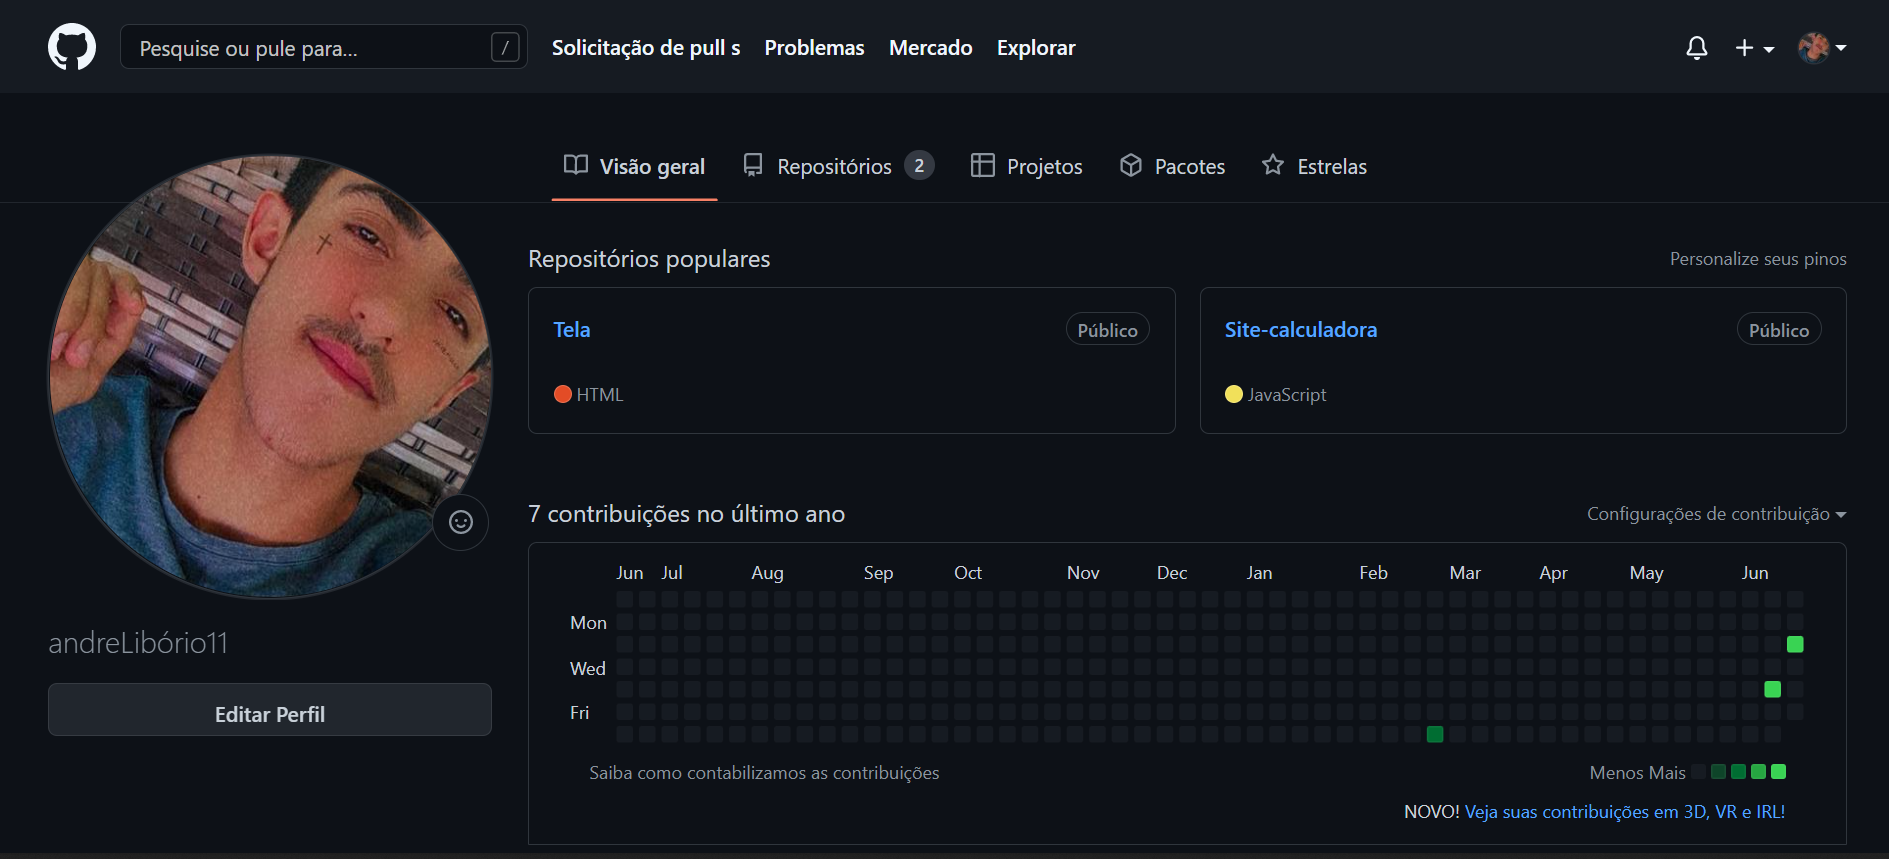 Pesquise ou pule para... / Solicitação de pull s Problemas Mercado Explorar
Visão geral Repositórios 2 Projetos Pacotes Estrelas
Repositórios populares Personalize seus pinos
Tela Público Site-calculadora Público
HTML JavaScript
7 contribuições no último ano Configurações de contribuição
Jun Jul Aug Sep Oct Nov Dec Jan Feb Mar Apr May Jun
Mon
Wed
Fri
Saiba como contabilizamos as contribuições Menos Mais
NOVO! Veja suas contribuições em 3D, VR e IRL!
andreLibório11
Editar Perfil